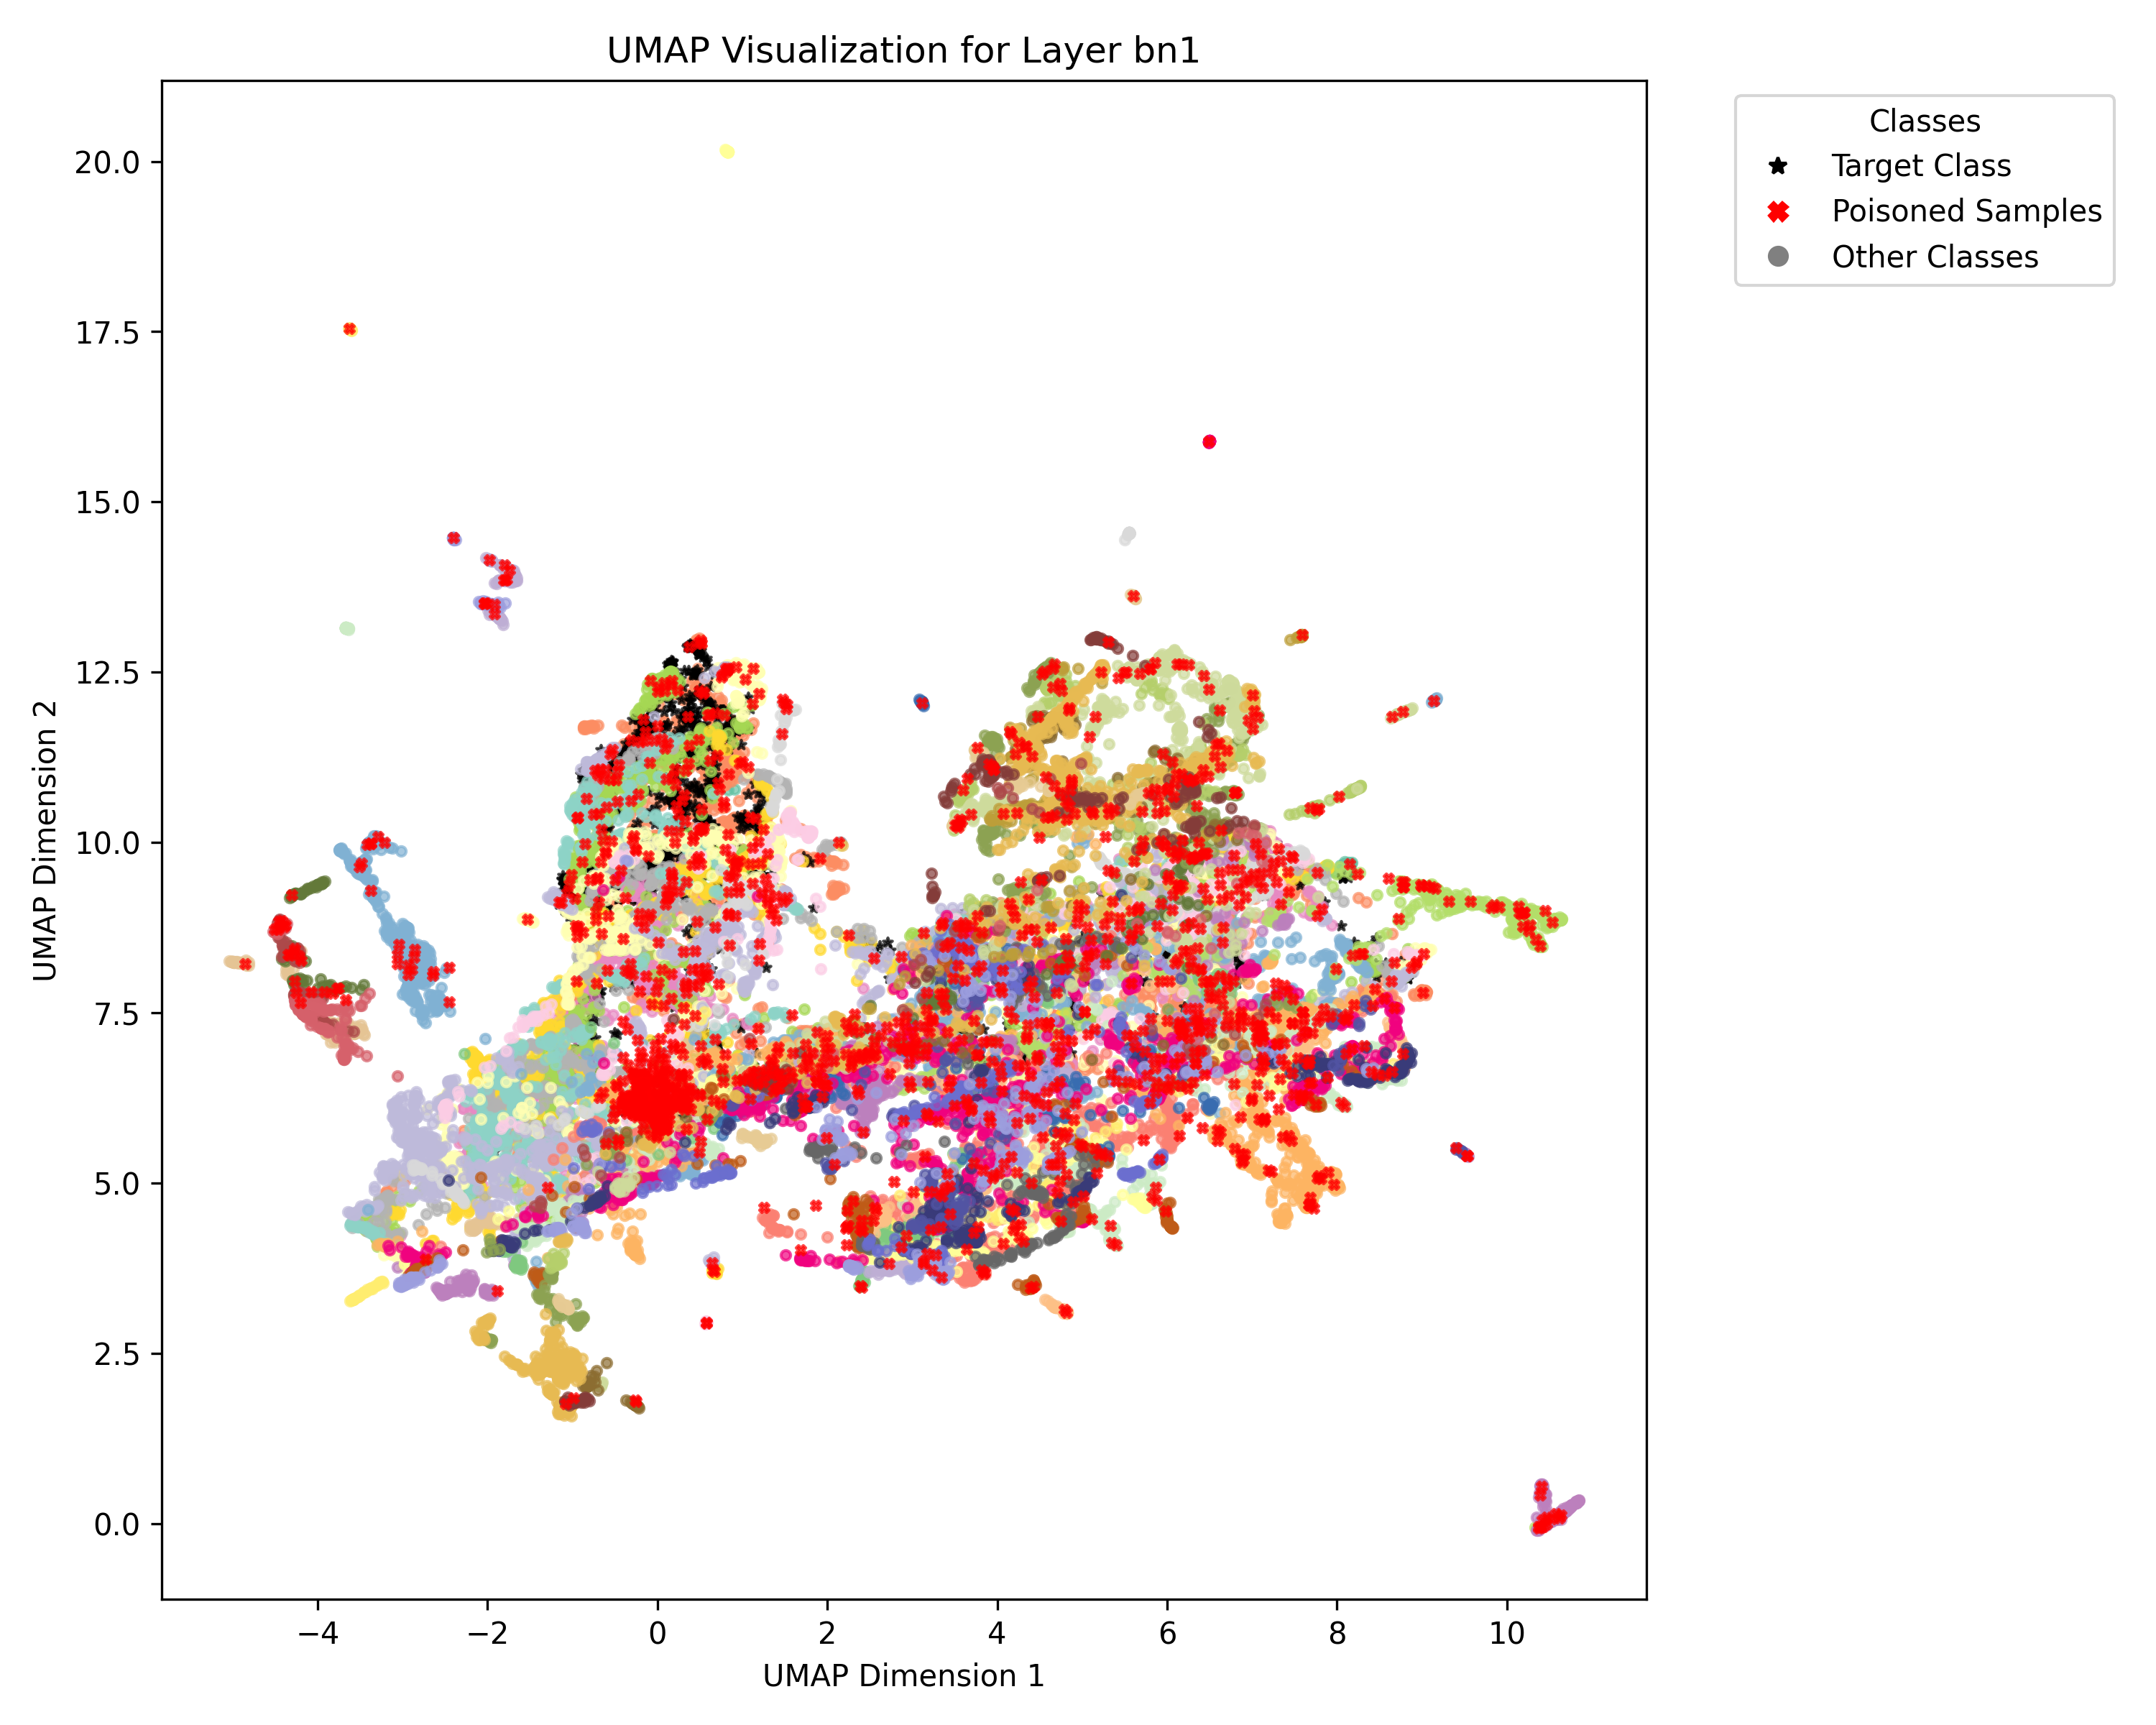 UMAP Visualization for Layer bn1
Classes
Target Class
Poisoned Samples
Other Classes
20.0
17.5
15.0
12.5
10.0
7.5
5.0
2.5
0.0
UMAP Dimension 2
−4
−2
0
2
4
6
8
10
UMAP Dimension 1